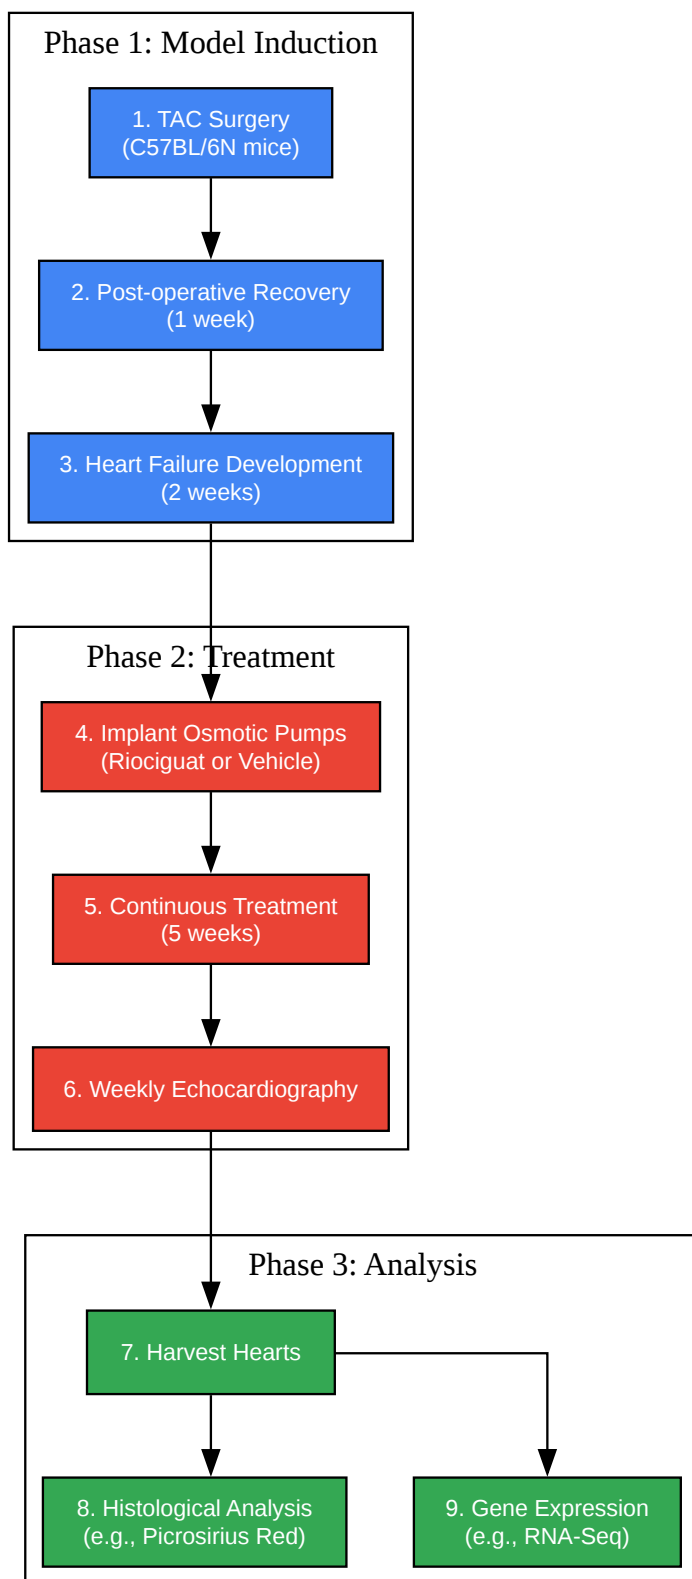 Phase 1: Model Induction
1. TAC Surgery
(C57BL/6N mice)
2. Post-operative Recovery
(1 week)
3. Heart Failure Development
(2 weeks)
Phase 2: Treatment
4. Implant Osmotic Pumps
(Riociguat or Vehicle)
5. Continuous Treatment
(5 weeks)
6. Weekly Echocardiography
Phase 3: Analysis
7. Harvest Hearts
8. Histological Analysis
(e.g., Picrosirius Red)
9. Gene Expression
(e.g., RNA-Seq)